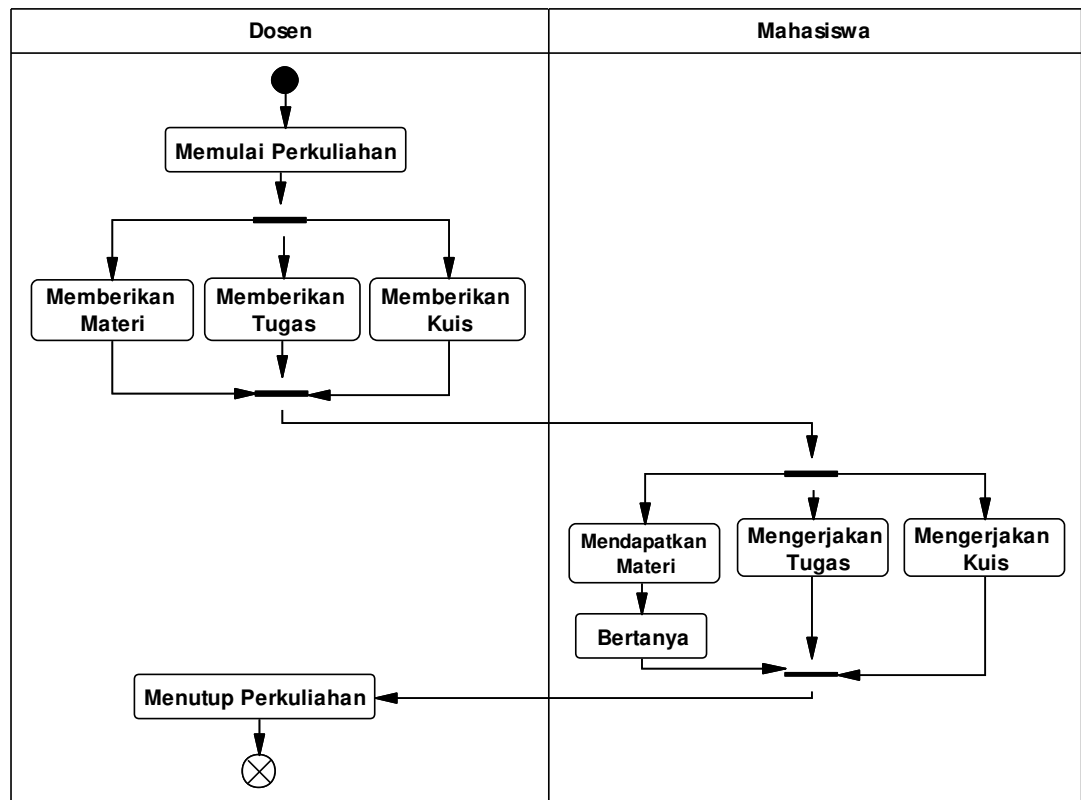 Dosen
Mahasiswa
Memulai Perkuliahan
Memberikan
Materi
Memberikan
Tugas
Memberikan
Kuis
Mendapatkan
Materi
Mengerjakan
Tugas
Mengerjakan
Kuis
Bertanya
Menutup Perkuliahan